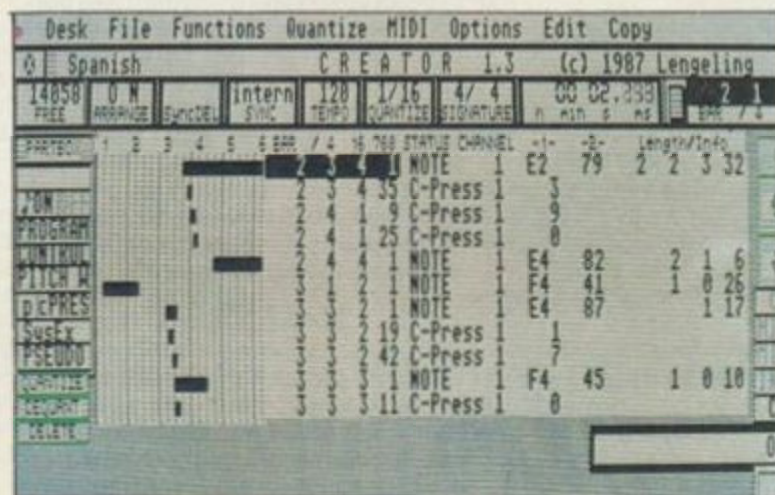 Desk File Functions Quantize MIDI Options Edit Copy
Spanish CREATOR 1.3 (c) 1987 Lengeling
14058 ON intern 120 1/16 4/ 4 00 02. 2 1
FREE ARRANGE SyncDEL SYNC TEMPO QUANTIZE SIGNATURE h min s ms BAR / 4
PARTBOX 1 2 3 4 5 6 BAR / 4 16 768 STATUS CHANNEL -1- -2- Length/Info
2 3 4 1 NOTE 1 E2 79 2 2 3 32
2 3 4 35 C-Press 1 3
2 4 1 9 C-Press 1 9
PROGRAM 2 4 1 25 C-Press 1 0
CONTROL 2 4 4 1 NOTE 1 E4 82 2 1 6
PITCH W 3 1 2 1 NOTE 1 F4 41 1 0 26
PRES 3 3 2 1 NOTE 1 E4 87 1 17
SysEx 3 3 2 19 C-Press 1 1
PSEUDO 3 3 2 42 C-Press 1 7
QUANTIZE 3 3 3 1 NOTE 1 F4 45 1 0 10
DEQUANT 3 3 3 11 C-Press 1 0
DELETE
0